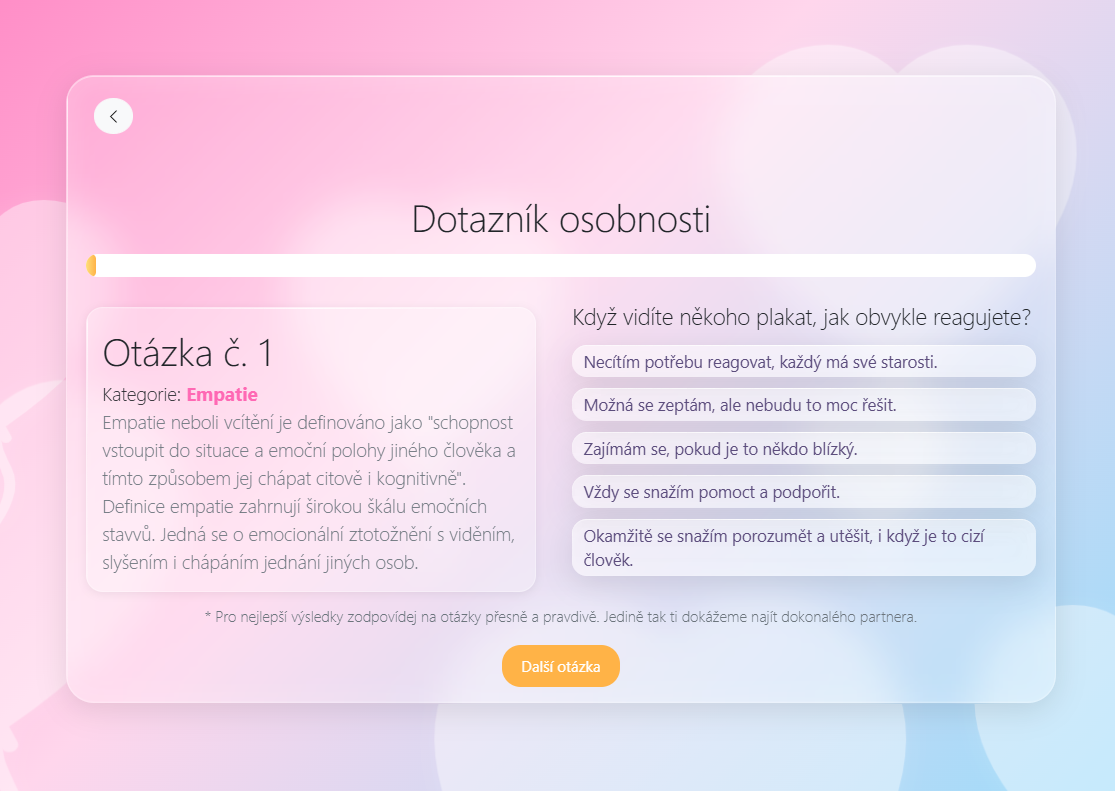 Dotazník osobnosti
Otázka č. 1
Kategorie: Empatie
Empatie neboli vcítění je definováno jako "schopnost
vstoupit do situace a emoční polohy jiného člověka a
tímto způsobem jej chápat citově i kognitivně".
Definice empatie zahrnují širokou škálu emočních
stavvů. Jedná se o emocionální ztotožnění s viděním,
slyšením i chápáním jednání jiných osob.
Když vidíte někoho plakat, jak obvykle reagujete?
Necítím potřebu reagovat, každý má své starosti.
Možná se zeptám, ale nebudu to moc řešit.
Zajímám se, pokud je to někdo blízký.
Vždy se snažím pomoct a podpořit.
Okamžitě se snažím porozumět a utěšit, i když je to cizí
člověk.
* Pro nejlepší výsledky zodpovídej na otázky přesně a pravdivě. Jedině tak ti dokážeme najít dokonalého partnera.
Další otázka